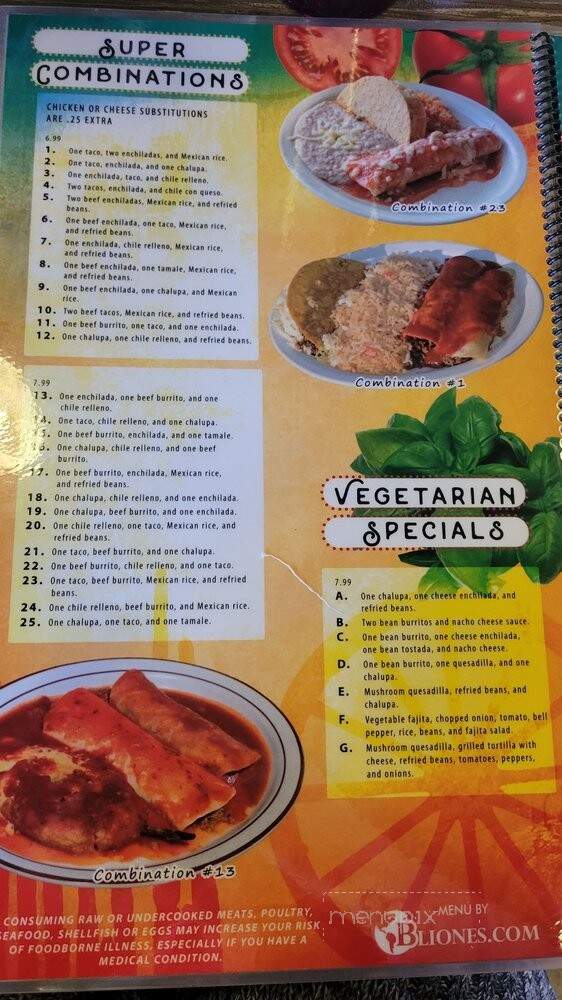 SUPER
COMBINATIONS
CHICKEN OR CHEESE SUBSTITUTIONS
ARE .25 EXTRA
6.99
1. One taco, two enchiladas, and Mexican rice.
2. One taco, enchilada, and one chalupa.
3. One enchilada, taco, and chile relleno.
4. Two tacos, enchilada, and chile con queso.
5. Two beef enchiladas, Mexican rice, and refried
beans.
6. One beef enchilada, one taco, Mexican rice,
and refried beans.
7. One enchilada, chile relleno, Mexican rice,
and refried beans.
8. One beef enchilada, one tamale, Mexican rice,
and refried beans.
9. One beef enchilada, one chalupa, and Mexican
rice.
10. Two beef tacos, Mexican rice, and refried beans.
11. One beef burrito, one taco, and one enchilada.
12. One chalupa, one chile relleno, and refried beans.
7.99
13. One enchilada, one beef burrito, and one
chile relleno.
14. One taco, chile relleno, and one chalupa.
15. One beef burrito, enchilada, and one tamale.
16. One chalupa, chile relleno, and one beef
burrito.
17. One beef burrito, enchilada, Mexican rice,
and refried beans.
18. One chalupa, chile relleno, and one enchilada.
19. One chalupa, beef burrito, and one enchilada.
20. One chile relleno, one taco, Mexican rice, and
refried beans.
21. One taco, beef burrito, and one chalupa.
22. One beef burrito, chile relleno, and one taco.
23. One taco, beef burrito, Mexican rice, and refried
beans.
24. One chile relleno, beef burrito, and Mexican rice.
25. One chalupa, one taco, and one tamale.
Combination #23
Combination #1
VEGETARIAN
SPECIALS
7.99
A. One chalupa, one cheese enchilada, and
refried beans.
B. Two bean burritos and nacho cheese sauce.
C. One bean burrito, one cheese enchilada,
one bean tostada, and nacho cheese.
D. One bean burrito, one quesadilla, and one
chalupa.
E. Mushroom quesadilla, refried beans, and
chalupa.
F. Vegetable fajita, chopped onion, tomato, bell
pepper, rice, beans, and fajita salad.
G. Mushroom quesadilla, grilled tortilla with
cheese, refried beans, tomatoes, peppers,
and onions.
Combination #13
CONSUMING RAW OR UNDERCOOKED MEATS, POULTRY,
SEAFOOD, SHELLFISH OR EGGS MAY INCREASE YOUR RISK
OF FOODBORNE ILLNESS. ESPECIALLY IF YOU HAVE A
MEDICAL CONDITION.
menupix
MENU BY
BLIONES.COM